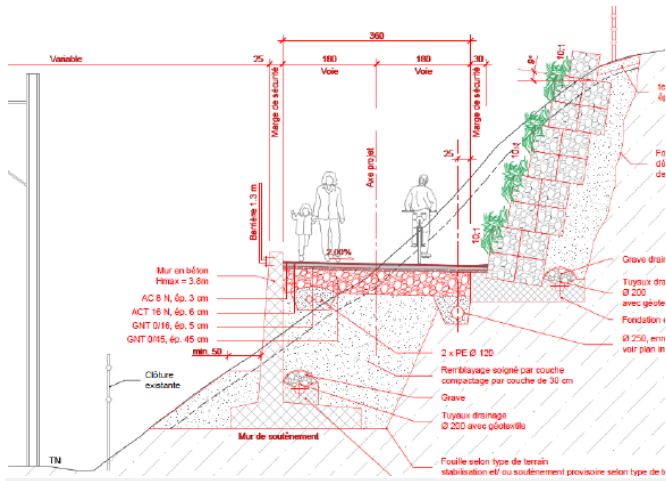 360
Variable
25
180
180
30
Voie
Voie
Marge de sécurité
Axe projet
Marge de sécurité
25
10:1
10:1
10:1
Barrière 1.3 m
2.00%
Mur en béton
Hmax = 3.8m
AC 8 N, ép. 3 cm
ACT 16 N, ép. 6 cm
GNT 0/16, ép. 5 cm
GNT 0/45, ép. 45 cm
min. 50
Clôture
existante
TN
Mur de soutènement
2 x PE Ø 120
Remblayage soigné par couche
compactage par couche de 30 cm
Grave
Tuyaux drainage
Ø 200 avec géotextile
Fouille selon type de terrain
stabilisation et/ ou soutènement provisoire selon type de
Grave
Tuyaux
Ø 200
avec
Fondation
Ø 250,
voir plan